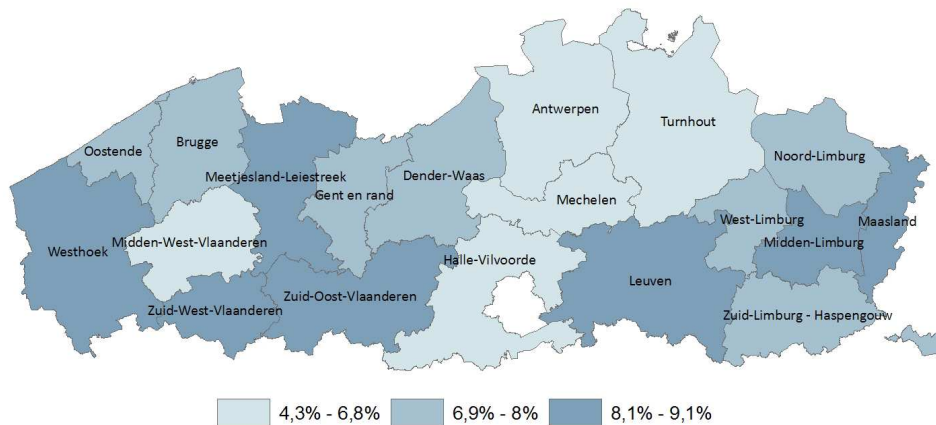 Antwerpen
Turnhout
Oostende
Brugge
Noord-Limburg
Meetjesland-Leiestreek
Dender-Waas
Gent en rand
Mechelen
West-Limburg
Maasland
Westhoek
Midden-West-Vlaanderen
Midden-Limburg
Halle-Vilvoorde
Leuven
Zuid-Oost-Vlaanderen
Zuid-West-Vlaanderen
Zuid-Limburg - Haspengouw
4,3% - 6,8%
6,9% - 8%
8,1% - 9,1%